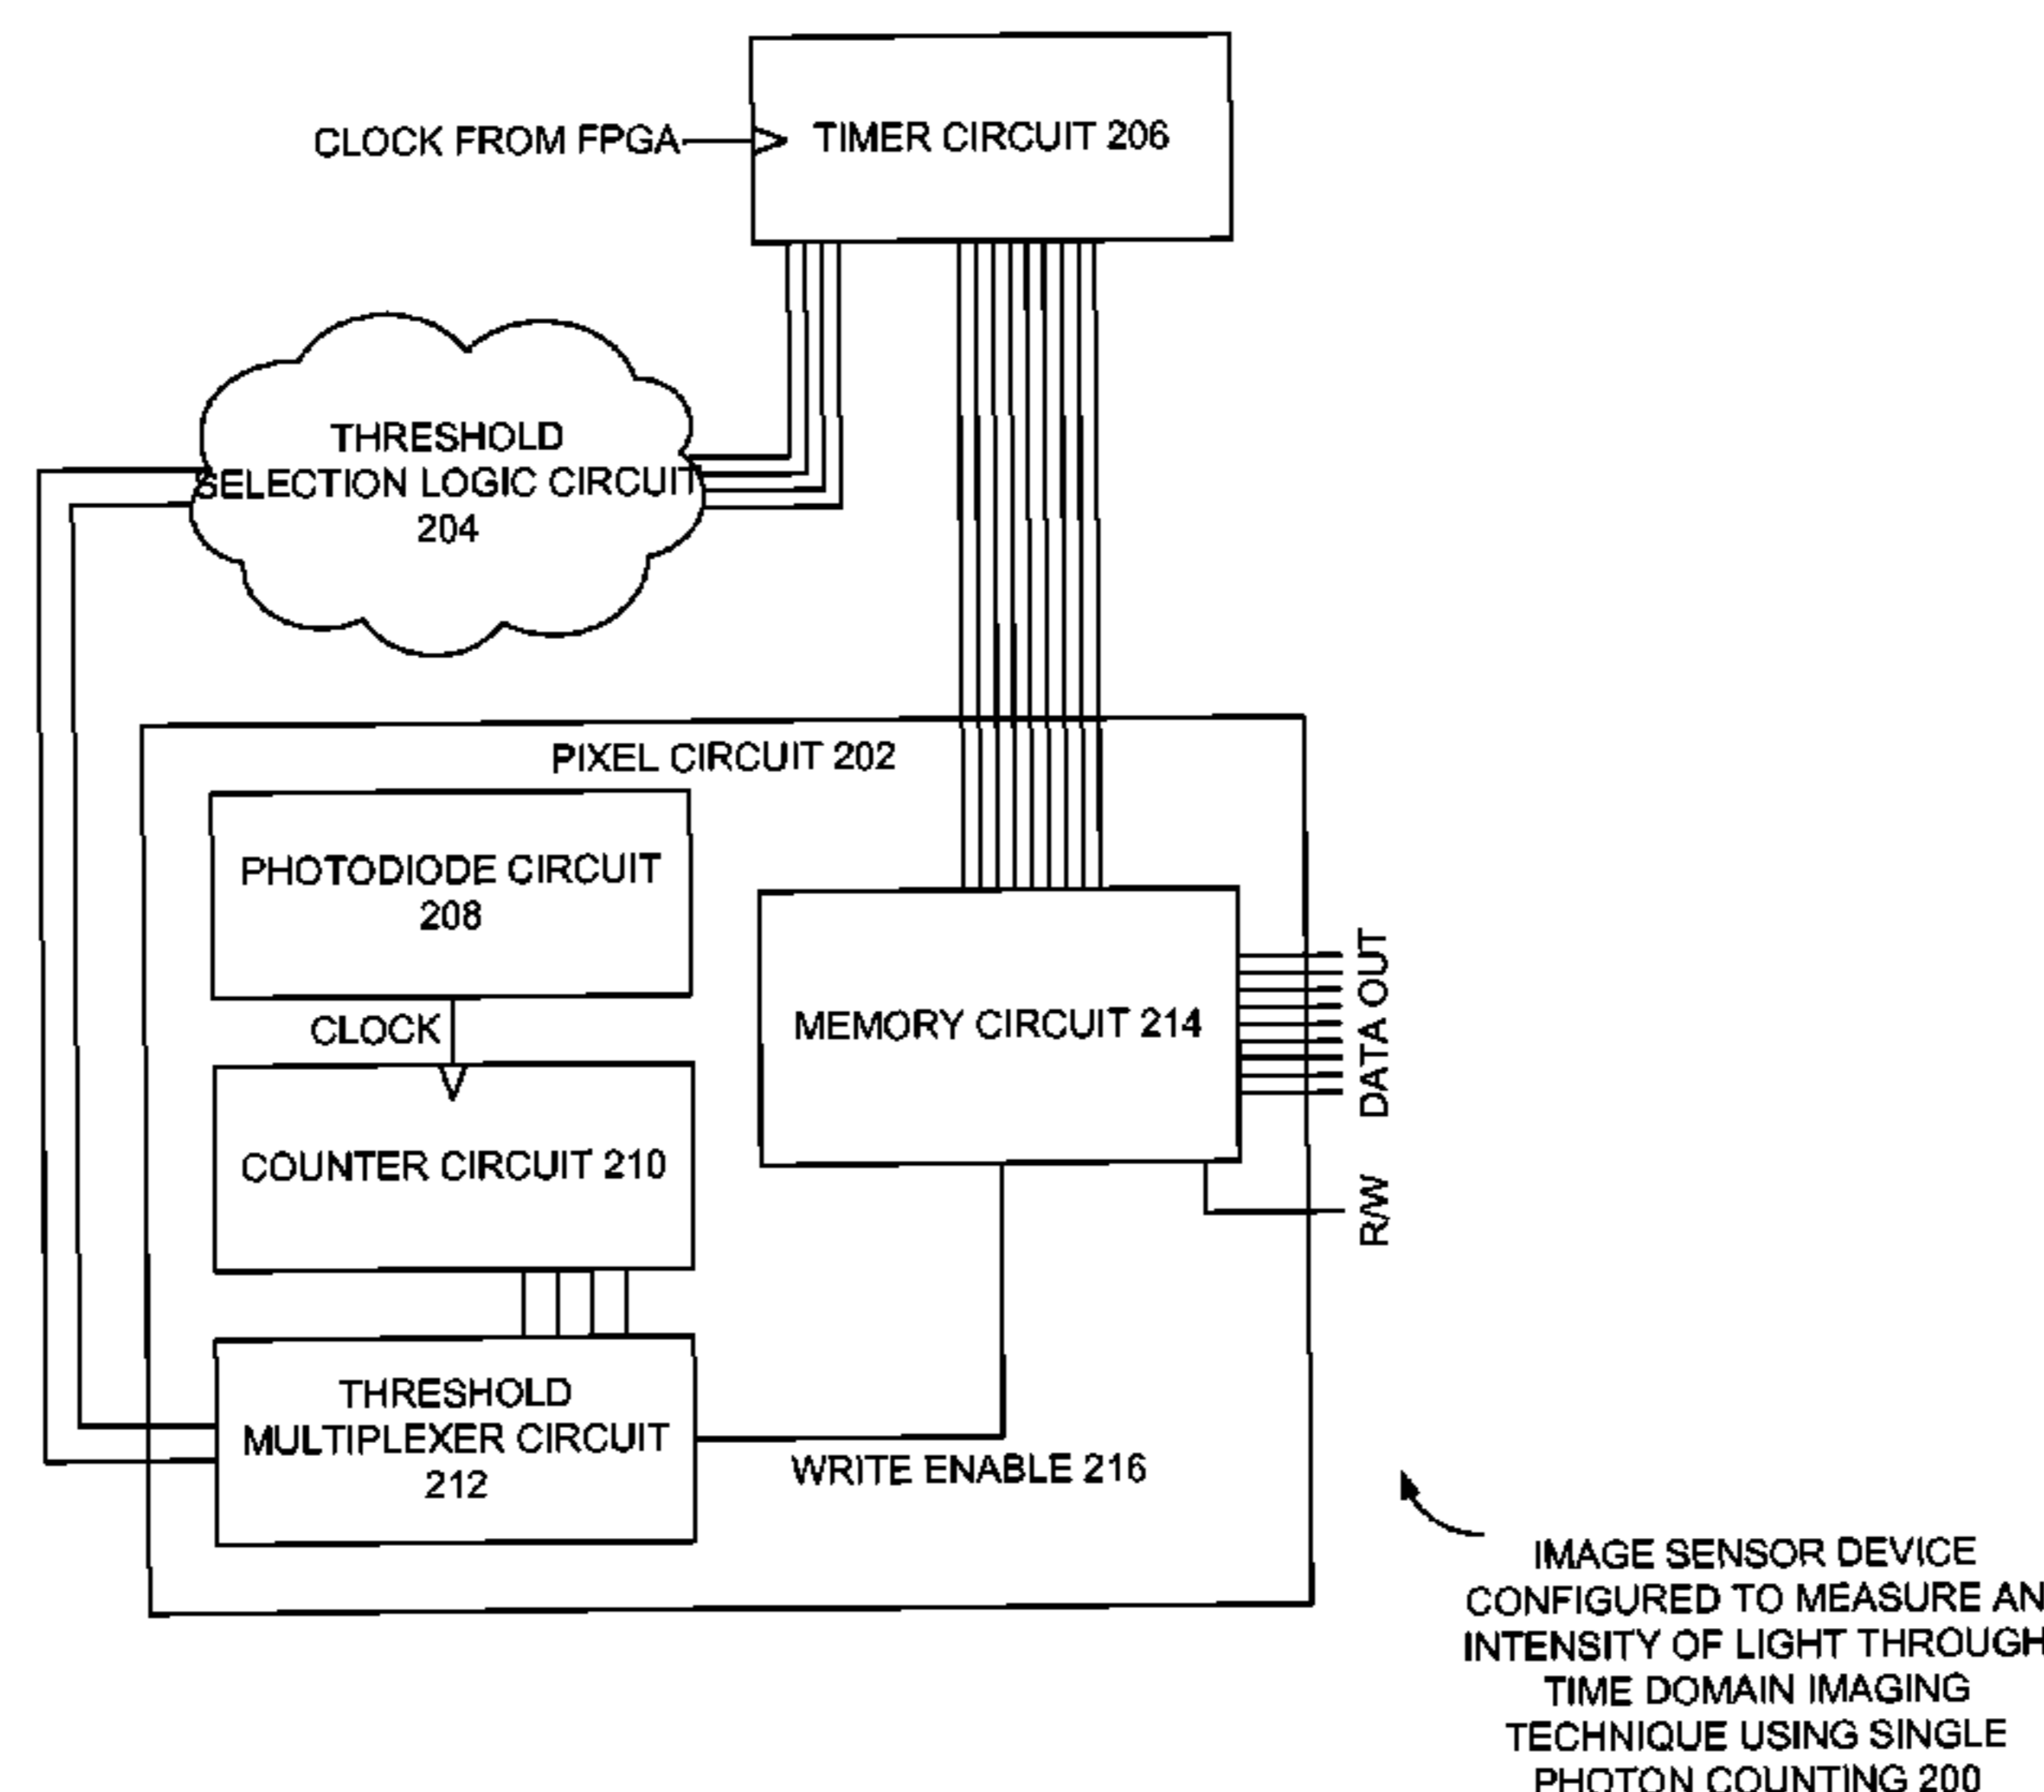 CLOCK FROM FPGA
TIMER CIRCUIT 206
THRESHOLD
SELECTION LOGIC CIRCUIT
204
PIXEL CIRCUIT 202
PHOTODIODE CIRCUIT
208
CLOCK
COUNTER CIRCUIT 210
THRESHOLD
MULTIPLEXER CIRCUIT
212
MEMORY CIRCUIT 214
DATA OUT
R/W
WRITE ENABLE 216
IMAGE SENSOR DEVICE
CONFIGURED TO MEASURE AN
INTENSITY OF LIGHT THROUGH
TIME DOMAIN IMAGING
TECHNIQUE USING SINGLE
PHOTON COUNTING 200